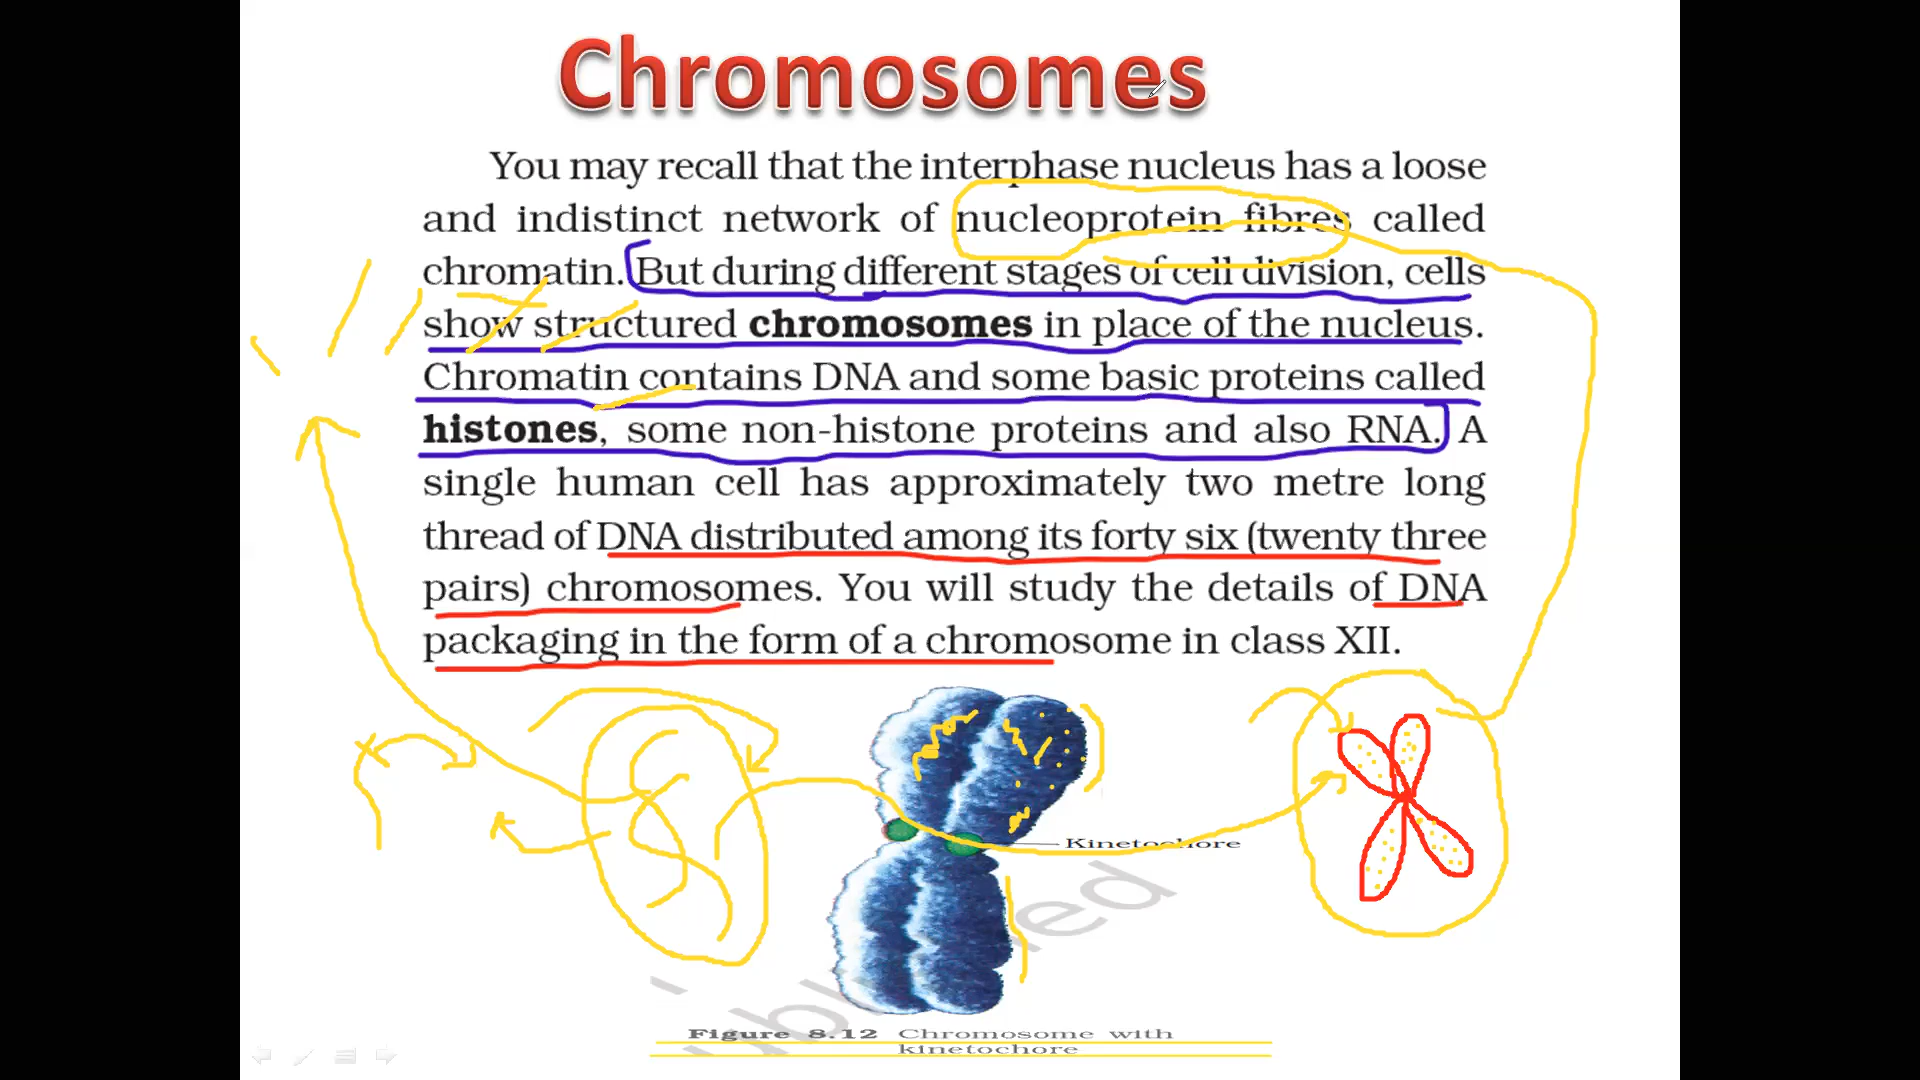 Chromosomes
You may recall that the interphase nucleus has a loose
and indistinct network of nucleoprotein fibres called
chromatin. But during different stages of cell division, cells
show structured chromosomes in place of the nucleus.
Chromatin contains DNA and some basic proteins called
histones, some non-histone proteins and also RNA. A
single human cell has approximately two metre long
thread of DNA distributed among its forty six (twenty three
pairs) chromosomes. You will study the details of DNA
packaging in the form of a chromosome in class XII.
Kinetochore
Figure 8.12 Chromosome with
kinetochore